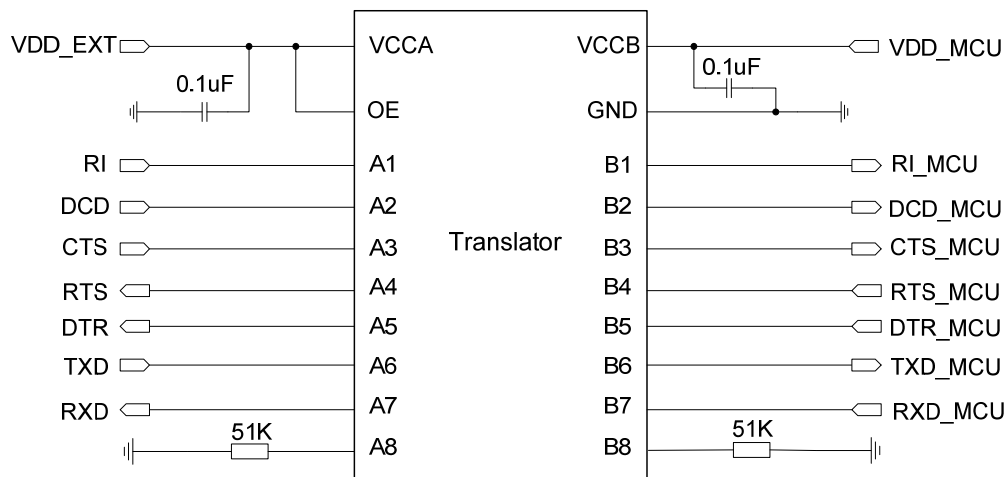 VDD_EXT VCCA VCCB VDD_MCU
0.1uF 0.1uF
OE GND
RI A1 B1 RI_MCU
DCD A2 B2 DCD_MCU
CTS A3 B3 CTS_MCU
Translator
RTS A4 B4 RTS_MCU
DTR A5 B5 DTR_MCU
TXD A6 B6 TXD_MCU
RXD A7 B7 RXD_MCU
51K A8 B8 51K